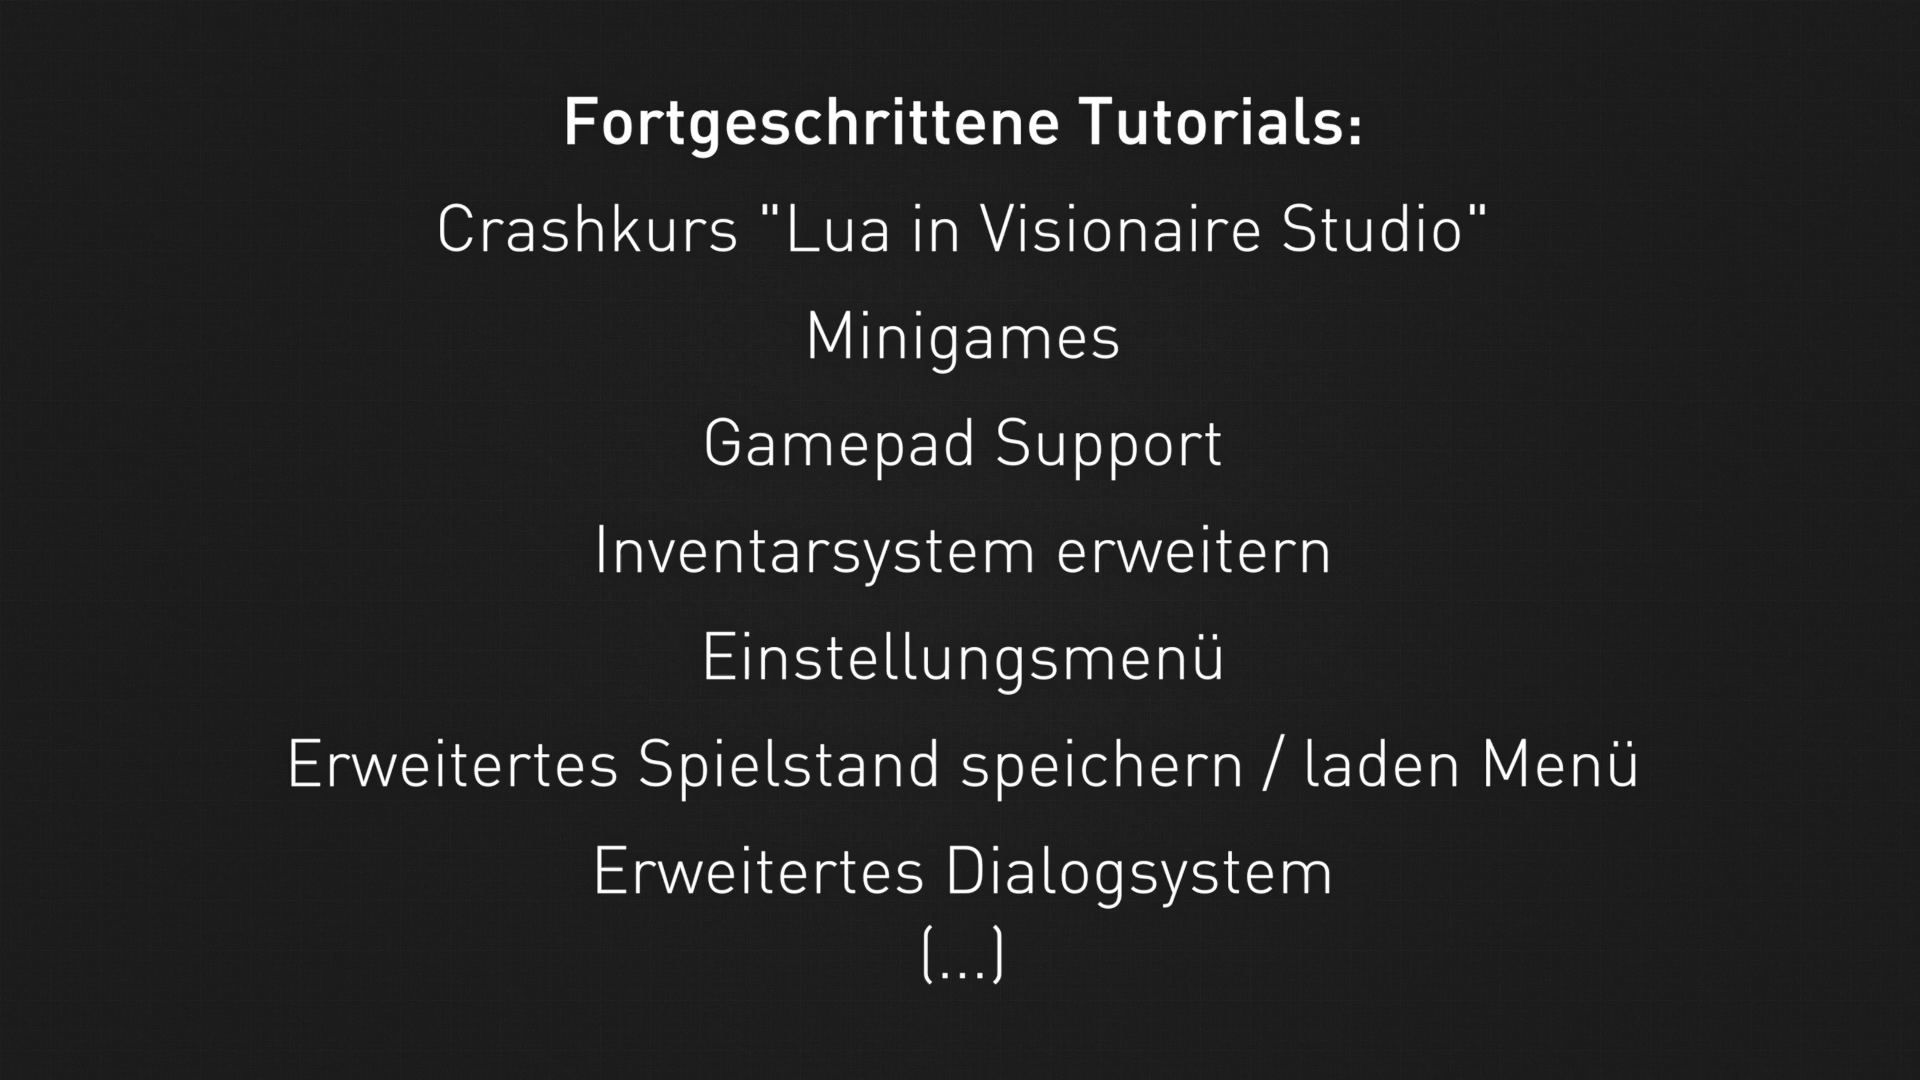 Fortgeschrittene Tutorials:
Crashkurs "Lua in Visionaire Studio"
Minigames
Gamepad Support
Inventarsystem erweitern
Einstellungsmenü
Erweitertes Spielstand speichern / laden Menü
Erweitertes Dialogsystem
(...)